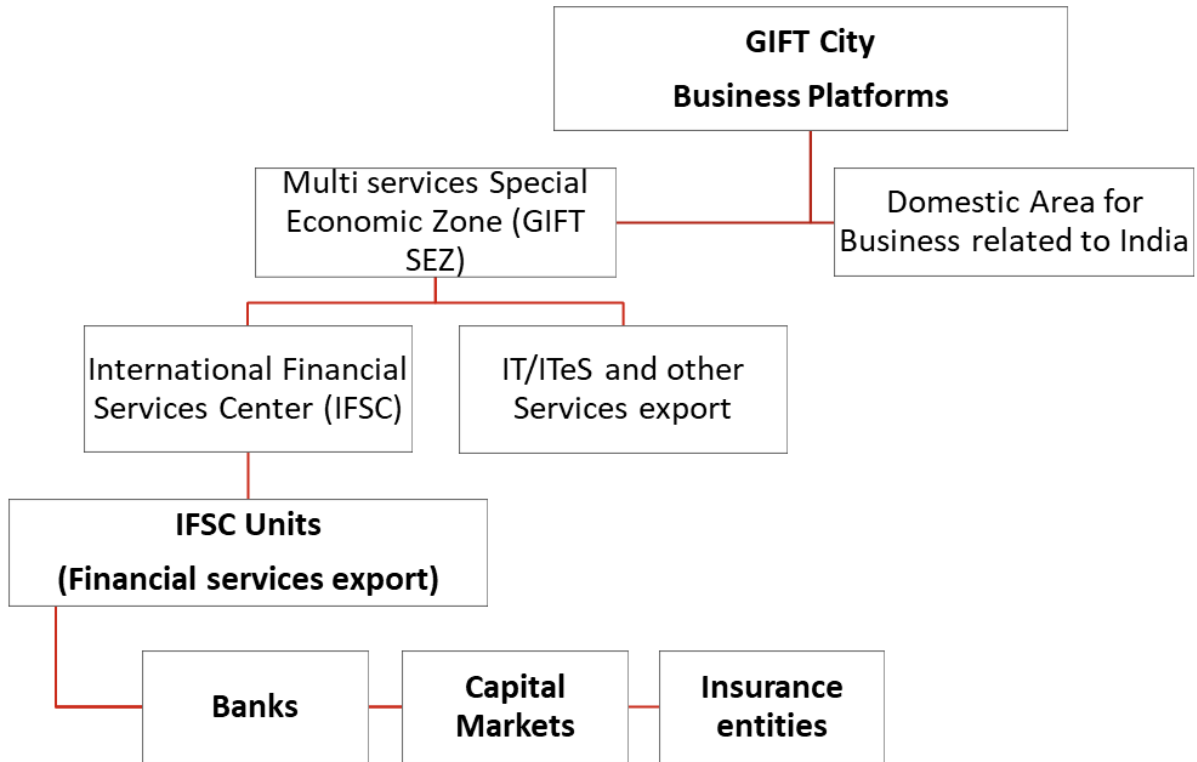 GIFT City
Business Platforms
Multi services Special
Economic Zone (GIFT
SEZ)
Domestic Area for
Business related to India
International Financial
Services Center (IFSC)
IT/ITeS and other
Services export
IFSC Units
(Financial services export)
Banks
Capital
Markets
Insurance
entities